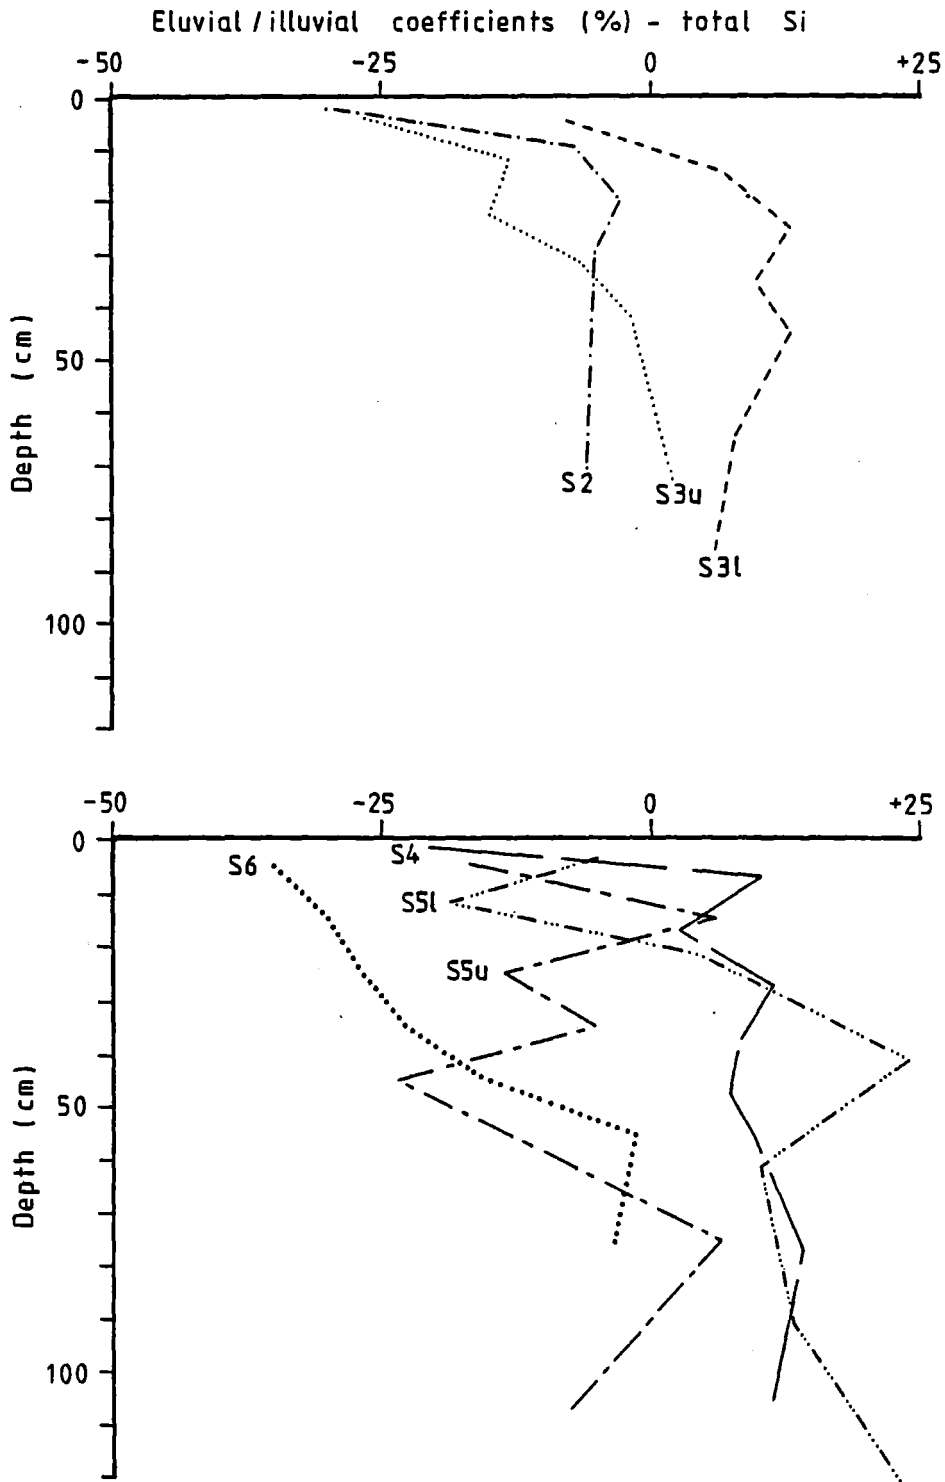 Eluvial / illuvial coefficients (%) - total Si
-50 -25 0 +25
0
50
Depth (cm)
S2
S3u
S3l
100
-50 -25 0 +25
0
S6
S4
S5l
S5u
50
Depth (cm)
100